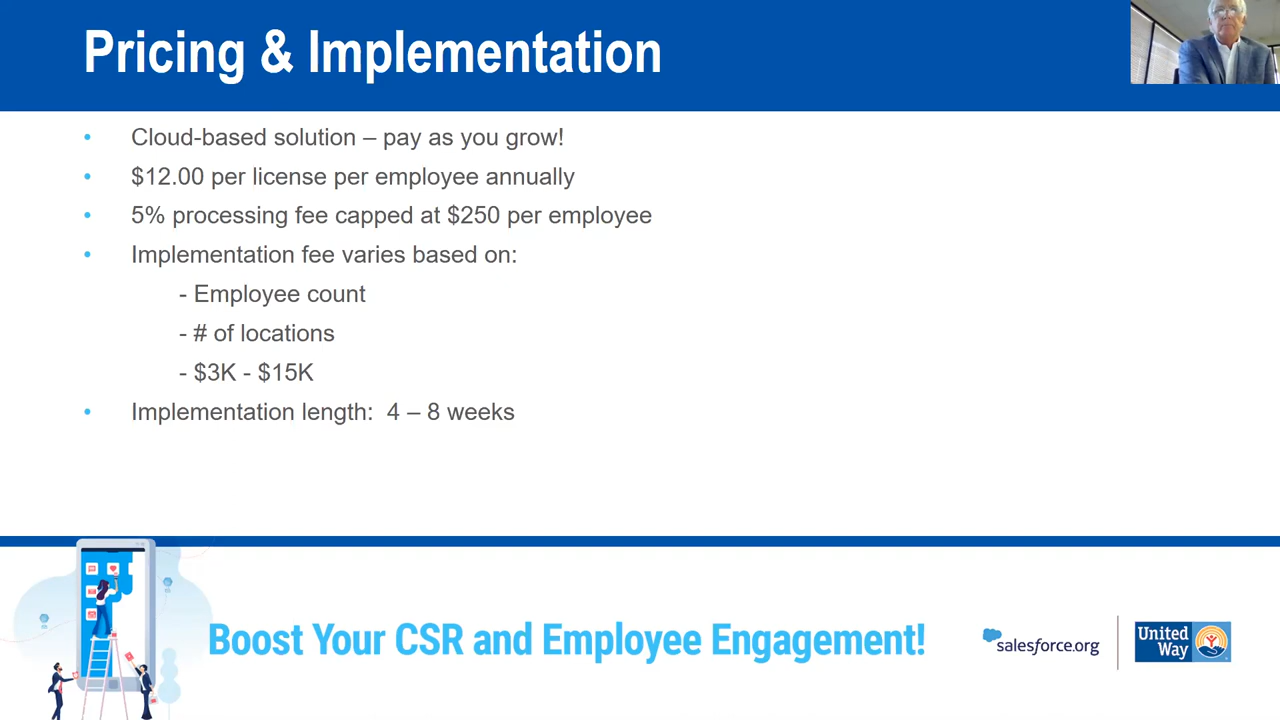 Pricing & Implementation
• Cloud-based solution – pay as you grow!
• $12.00 per license per employee annually
• 5% processing fee capped at $250 per employee
• Implementation fee varies based on:
- Employee count
- # of locations
- $3K - $15K
• Implementation length:  4 – 8 weeks
Boost Your CSR and Employee Engagement!
salesforce.org
United
Way